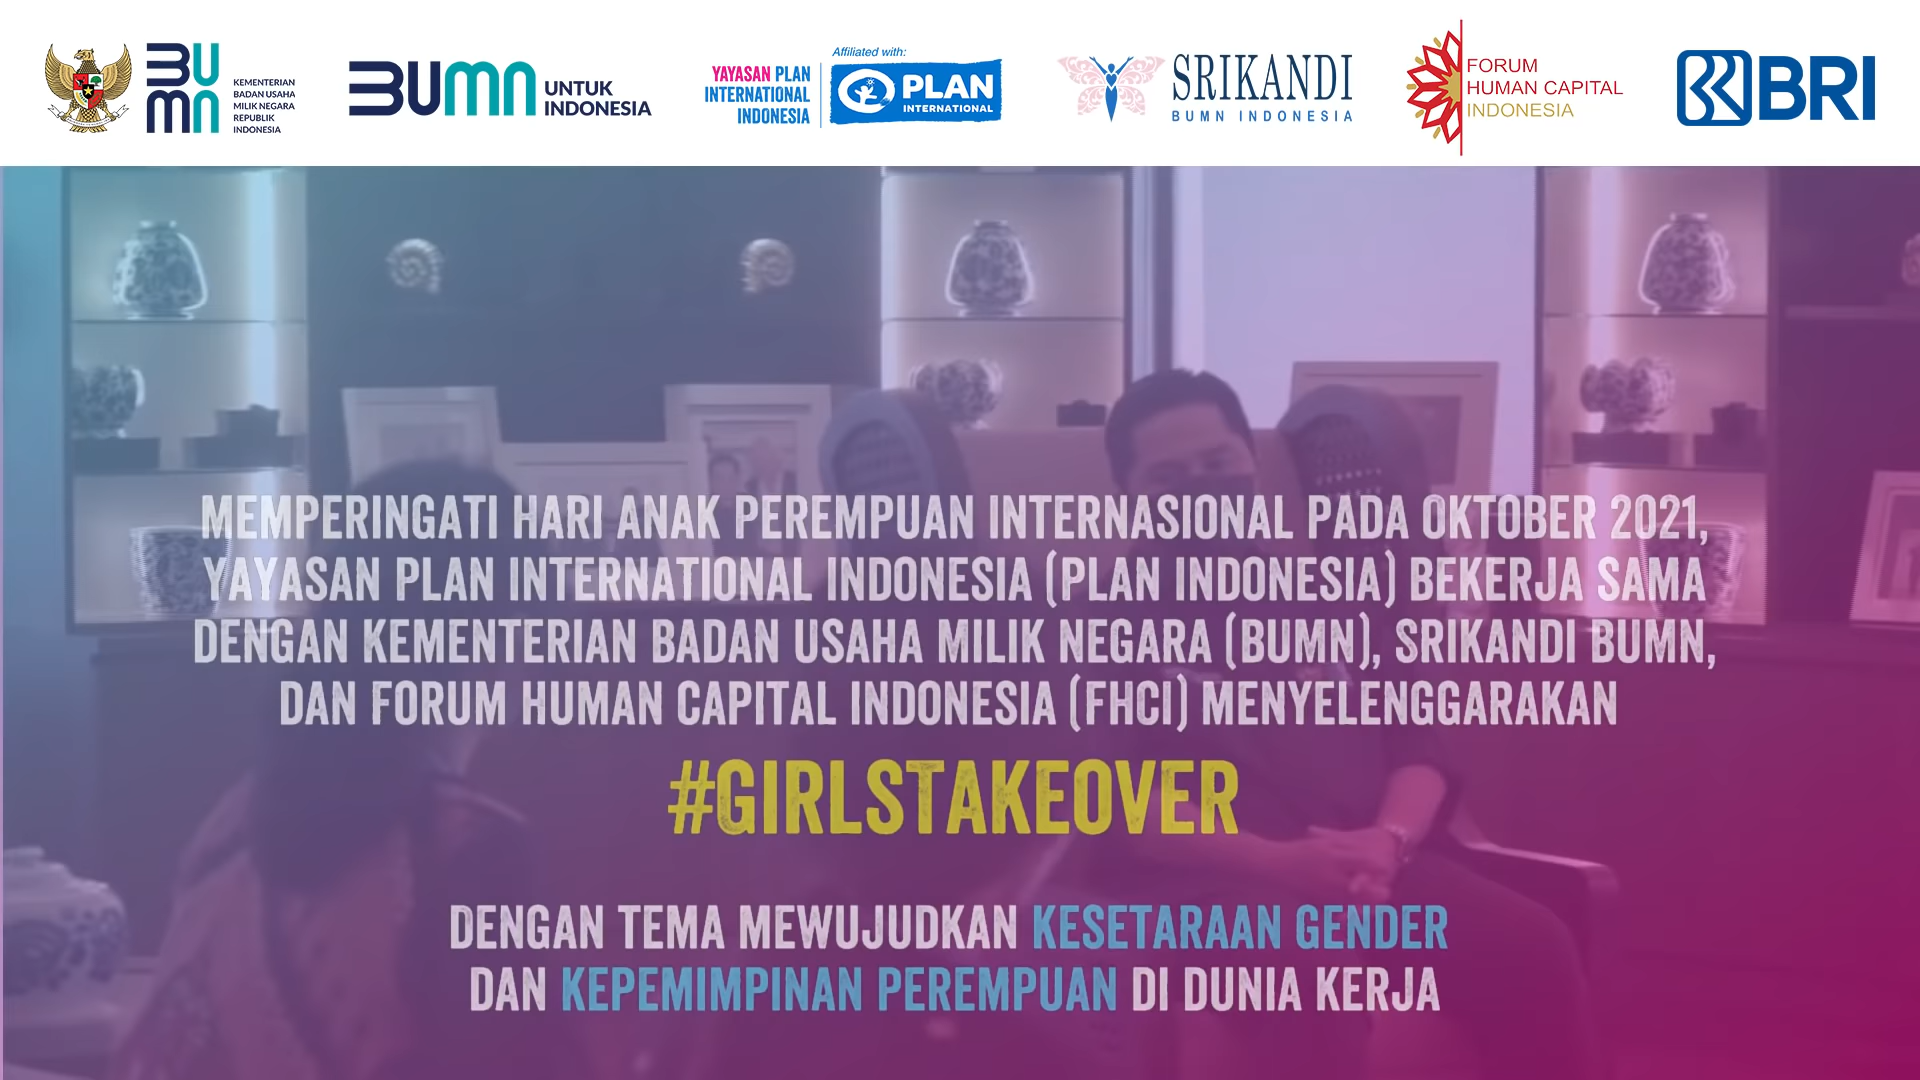 BUMN
KEMENTERIAN
BADAN USAHA
MILIK NEGARA
REPUBLIK
INDONESIA
BUMN UNTUK
INDONESIA
YAYASAN PLAN
INTERNATIONAL
INDONESIA
Affiliated with:
PLAN
INTERNATIONAL
SRIKANDI
BUMN INDONESIA
FORUM
HUMAN CAPITAL
INDONESIA
BRI
MEMPERINGATI HARI ANAK PEREMPUAN INTERNASIONAL PADA OKTOBER 2021,
YAYASAN PLAN INTERNATIONAL INDONESIA (PLAN INDONESIA) BEKERJA SAMA
DENGAN KEMENTERIAN BADAN USAHA MILIK NEGARA (BUMN), SRIKANDI BUMN,
DAN FORUM HUMAN CAPITAL INDONESIA (FHCI) MENYELENGGARAKAN
#GIRLSTAKEOVER
DENGAN TEMA MEWUJUDKAN KESETARAAN GENDER
DAN KEPEMIMPINAN PEREMPUAN DI DUNIA KERJA